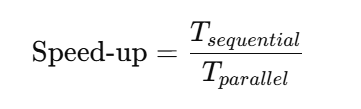 Speed-up = T_sequential / T_parallel